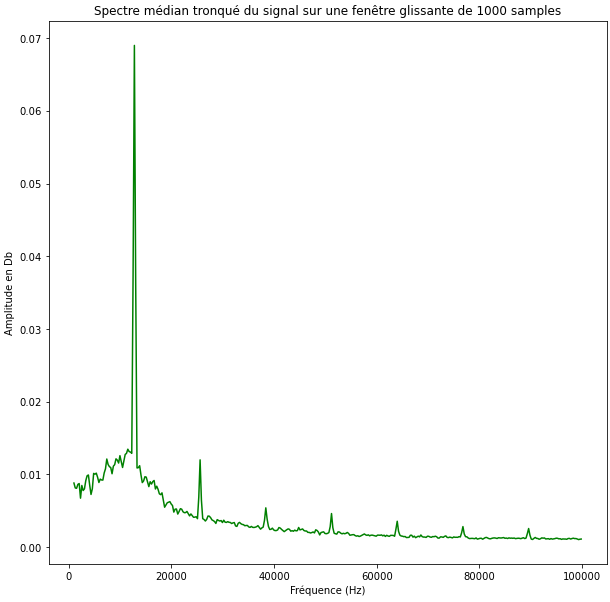 Spectre médian tronqué du signal sur une fenêtre glissante de 1000 samples
0.07
0.06
0.05
0.04
0.03
0.02
0.01
0.00
Amplitude en Db
0 20000 40000 60000 80000 100000
Fréquence (Hz)